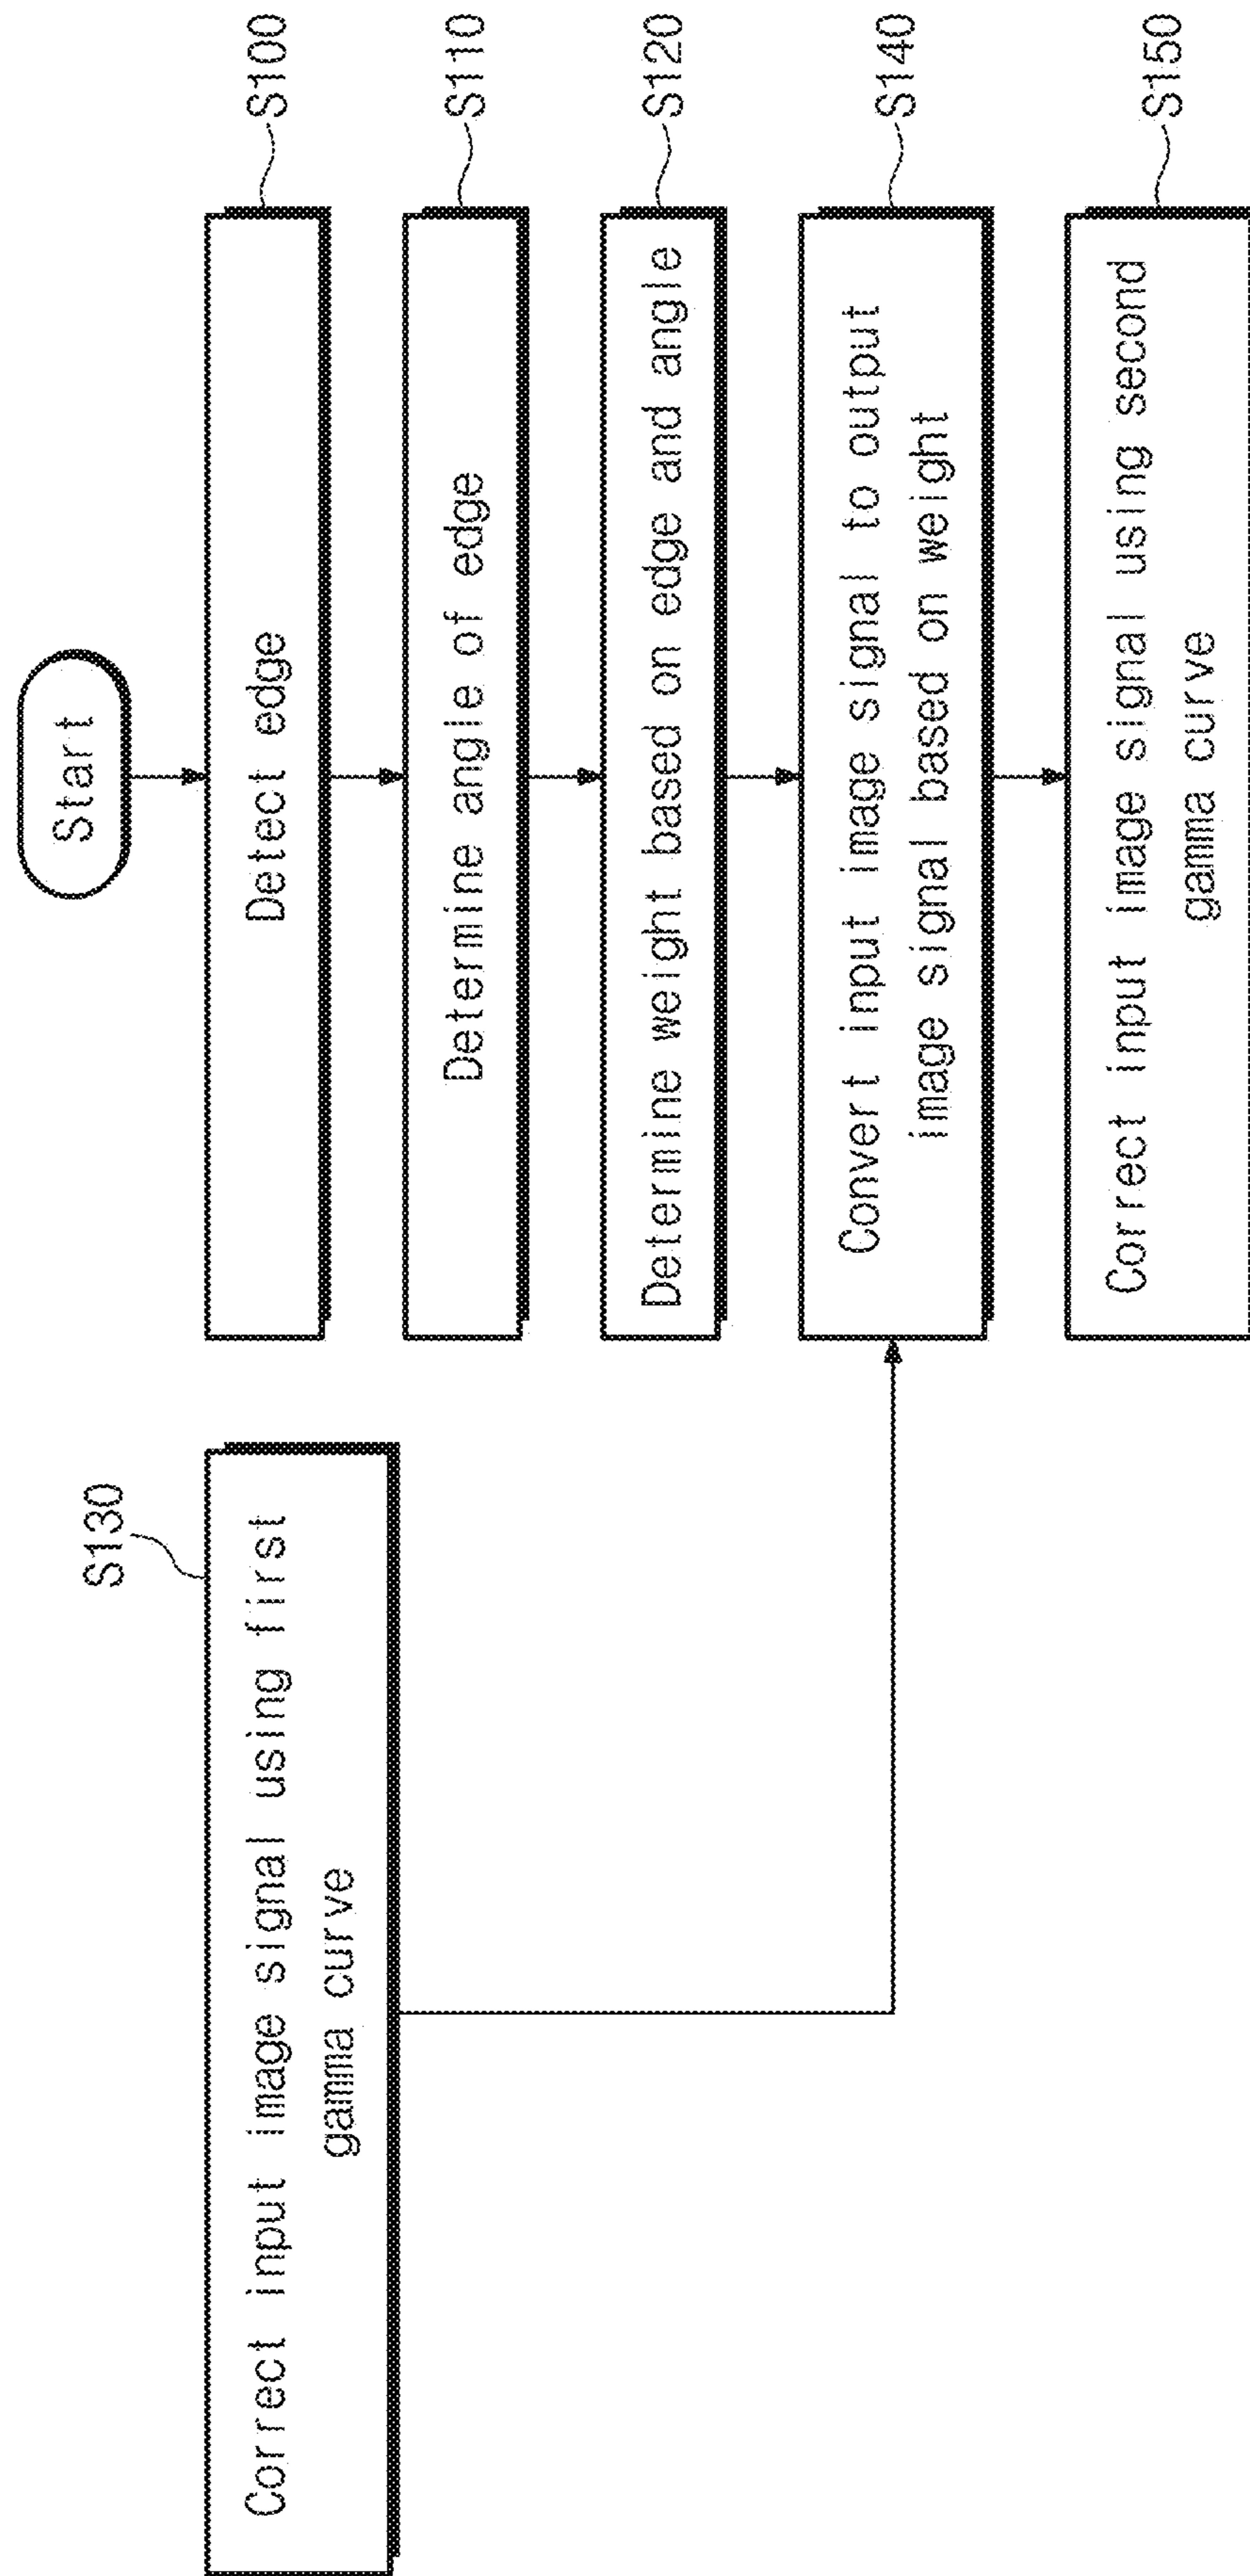 Start
Detect edge
S100
Determine angle of edge
S110
Determine weight based on edge and angle
S120
Correct input image signal using first
gamma curve
S130
Convert input image signal to output
image signal based on weight
S140
Correct input image signal using second
gamma curve
S150